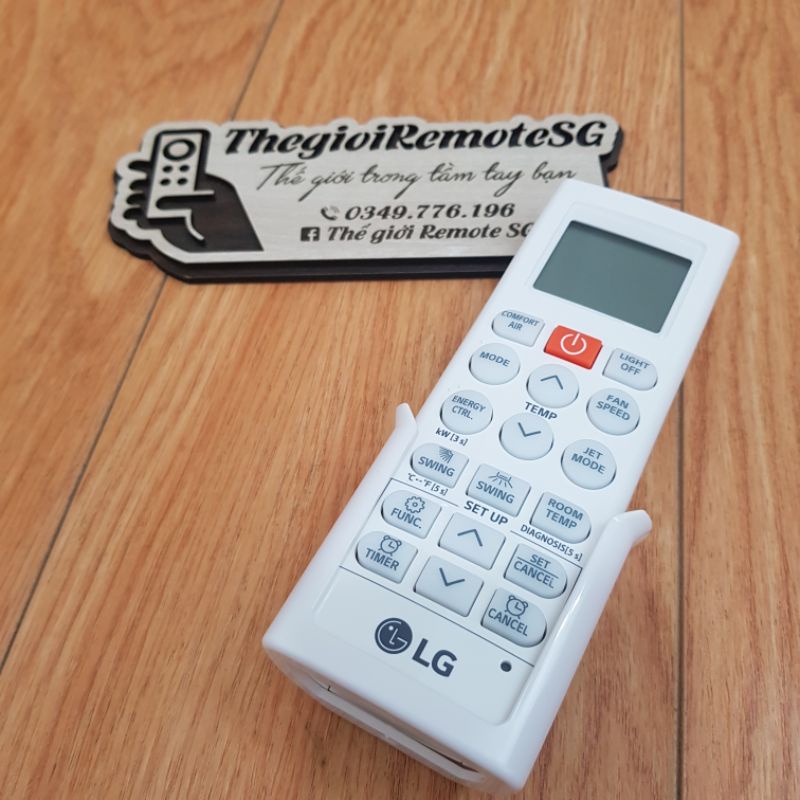 ThegioiRemoteSG
Thế giới trong tầm tay bạn
0349.776.196
Thế giới Remote SG
COMFORT
AIR
LIGHT
OFF
MODE
FAN
SPEED
TEMP
ENERGY
CTRL.
kW [3 s]
JET
MODE
SWING
°C↔°F [5 s]
SWING
ROOM
TEMP
DIAGNOSIS[5 s]
SET UP
FUNC.
SET
CANCEL
TIMER
CANCEL
LG